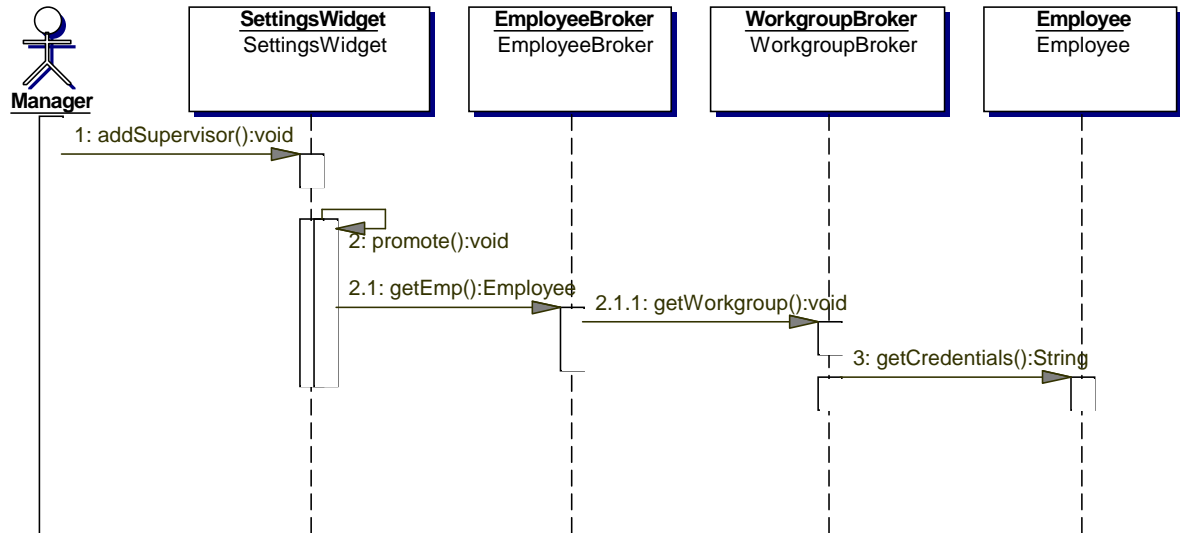 SettingsWidget
SettingsWidget
EmployeeBroker
EmployeeBroker
WorkgroupBroker
WorkgroupBroker
Employee
Employee
Manager
1: addSupervisor():void
2: promote():void
2.1: getEmp():Employee
2.1.1: getWorkgroup():void
3: getCredentials():String